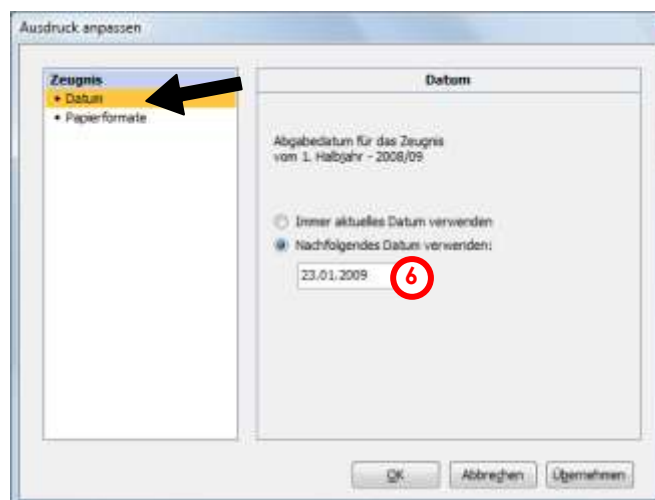 Ausdruck anpassen
Zeugnis
• Datum
• Papierformate
Datum
Abgabedatum für das Zeugnis
vom 1. Halbjahr - 2008/09
Immer aktuelles Datum verwenden
Nachfolgendes Datum verwenden:
23.01.2009
6
OK
Abbrechen
Übernehmen